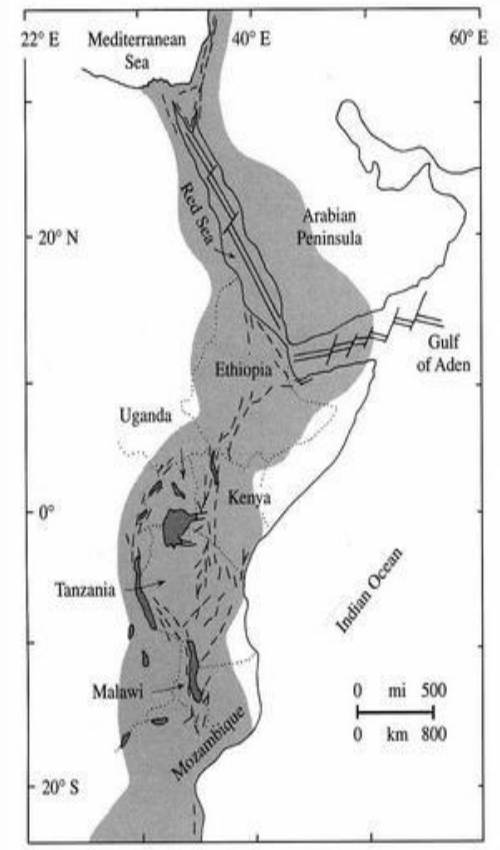 22° E
40° E
60° E
Mediterranean
Sea
Red Sea
Arabian
Peninsula
20° N
Gulf
of Aden
Ethiopia
Uganda
Kenya
0°
Tanzania
Indian Ocean
Malawi
0 mi 500
0 km 800
Mozambique
20° S